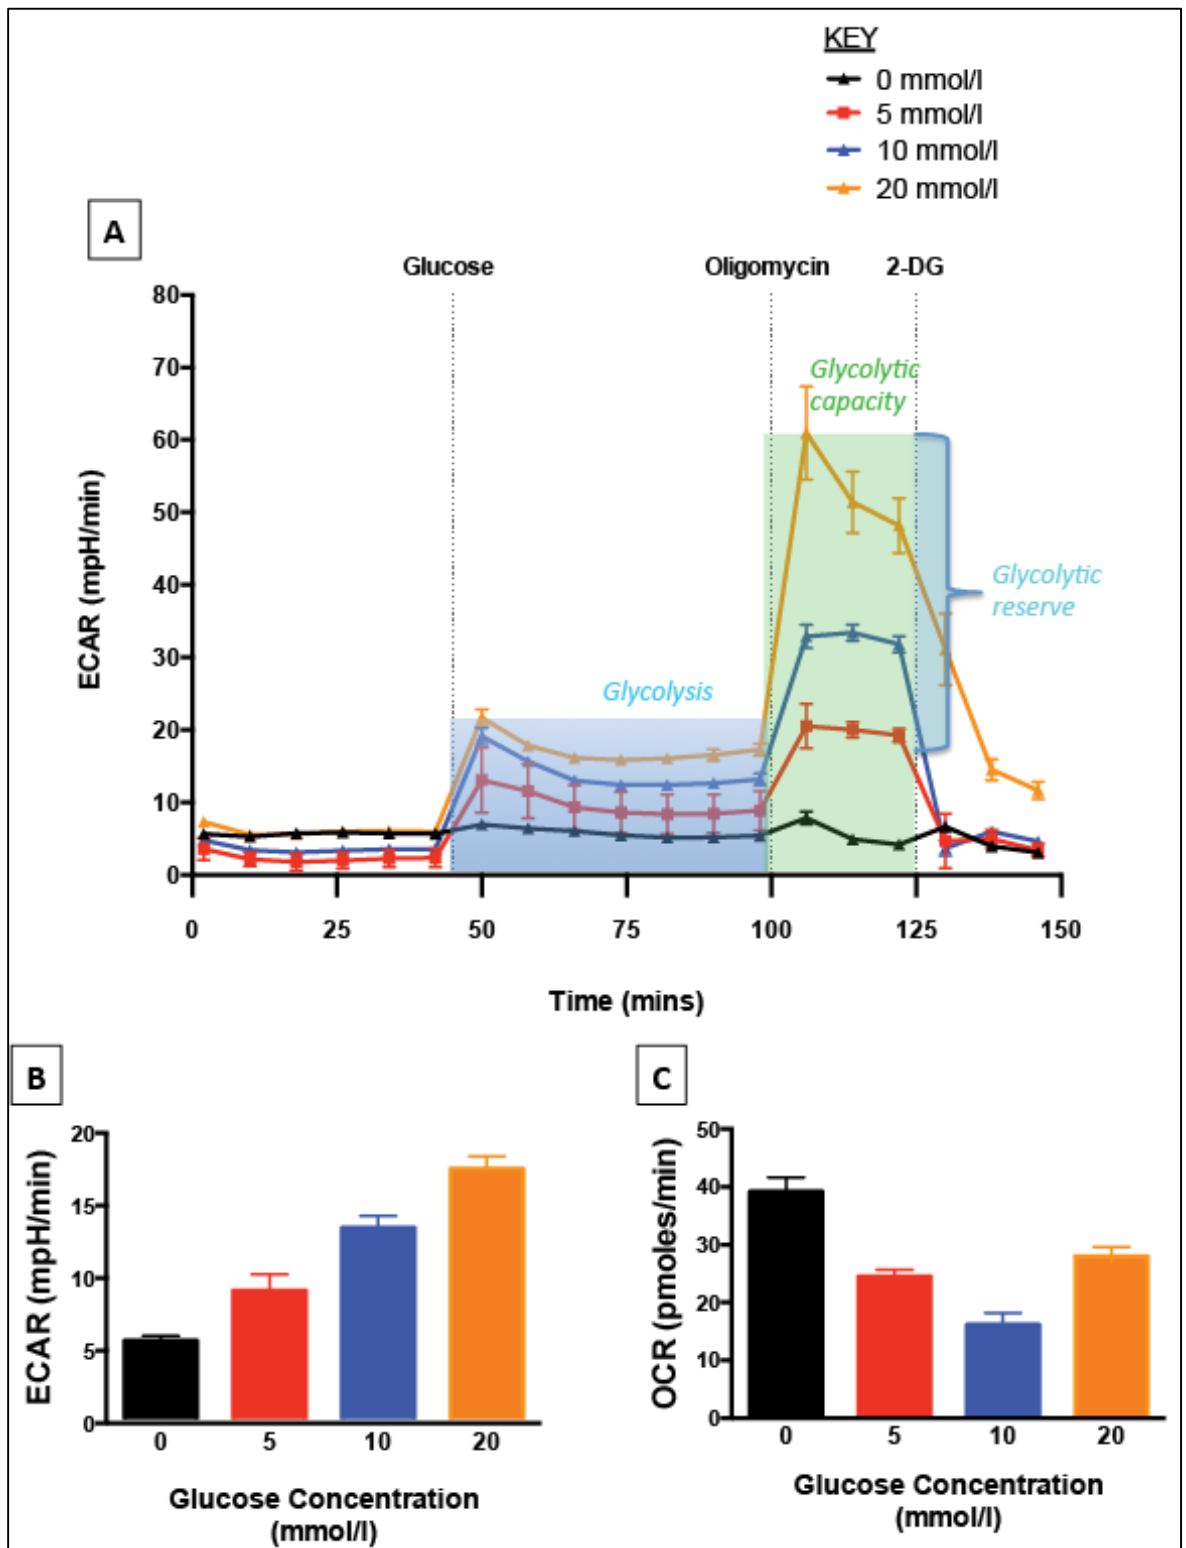 KEY
0 mmol/l
5 mmol/l
10 mmol/l
20 mmol/l
A
Glucose
Oligomycin
2-DG
80
70
60
50
40
30
20
10
0
ECAR (mpH/min)
Glycolytic
capacity
Glycolytic
reserve
Glycolysis
0
25
50
75
100
125
150
Time (mins)
B
20
15
10
5
0
ECAR (mpH/min)
0
5
10
20
Glucose Concentration
(mmol/l)
C
50
40
30
20
10
0
OCR (pmoles/min)
0
5
10
20
Glucose Concentration
(mmol/l)